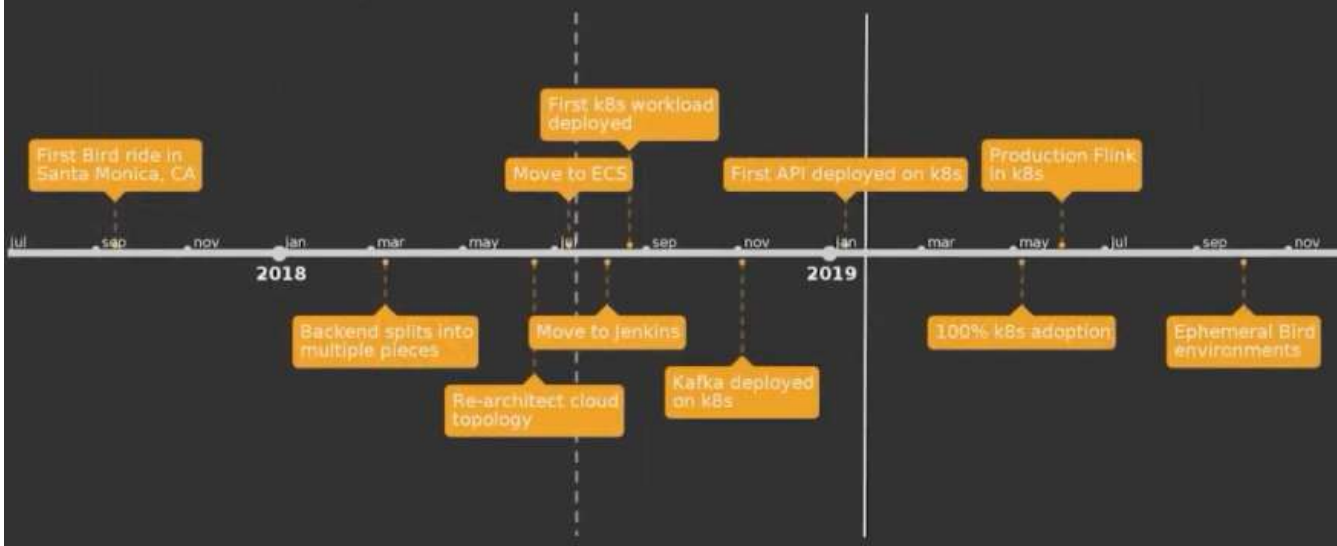 First k8s workload
deployed
First Bird ride in
Santa Monica, CA
Move to ECS
First API deployed on k8s
Production Flink
in k8s
jul sep nov jan mar may jul sep nov jan mar may jul sep nov
2018 2019
Backend splits into
multiple pieces
Move to Jenkins
100% k8s adoption
Ephemeral Bird
environments
Re-architect cloud
topology
Kafka deployed
on k8s